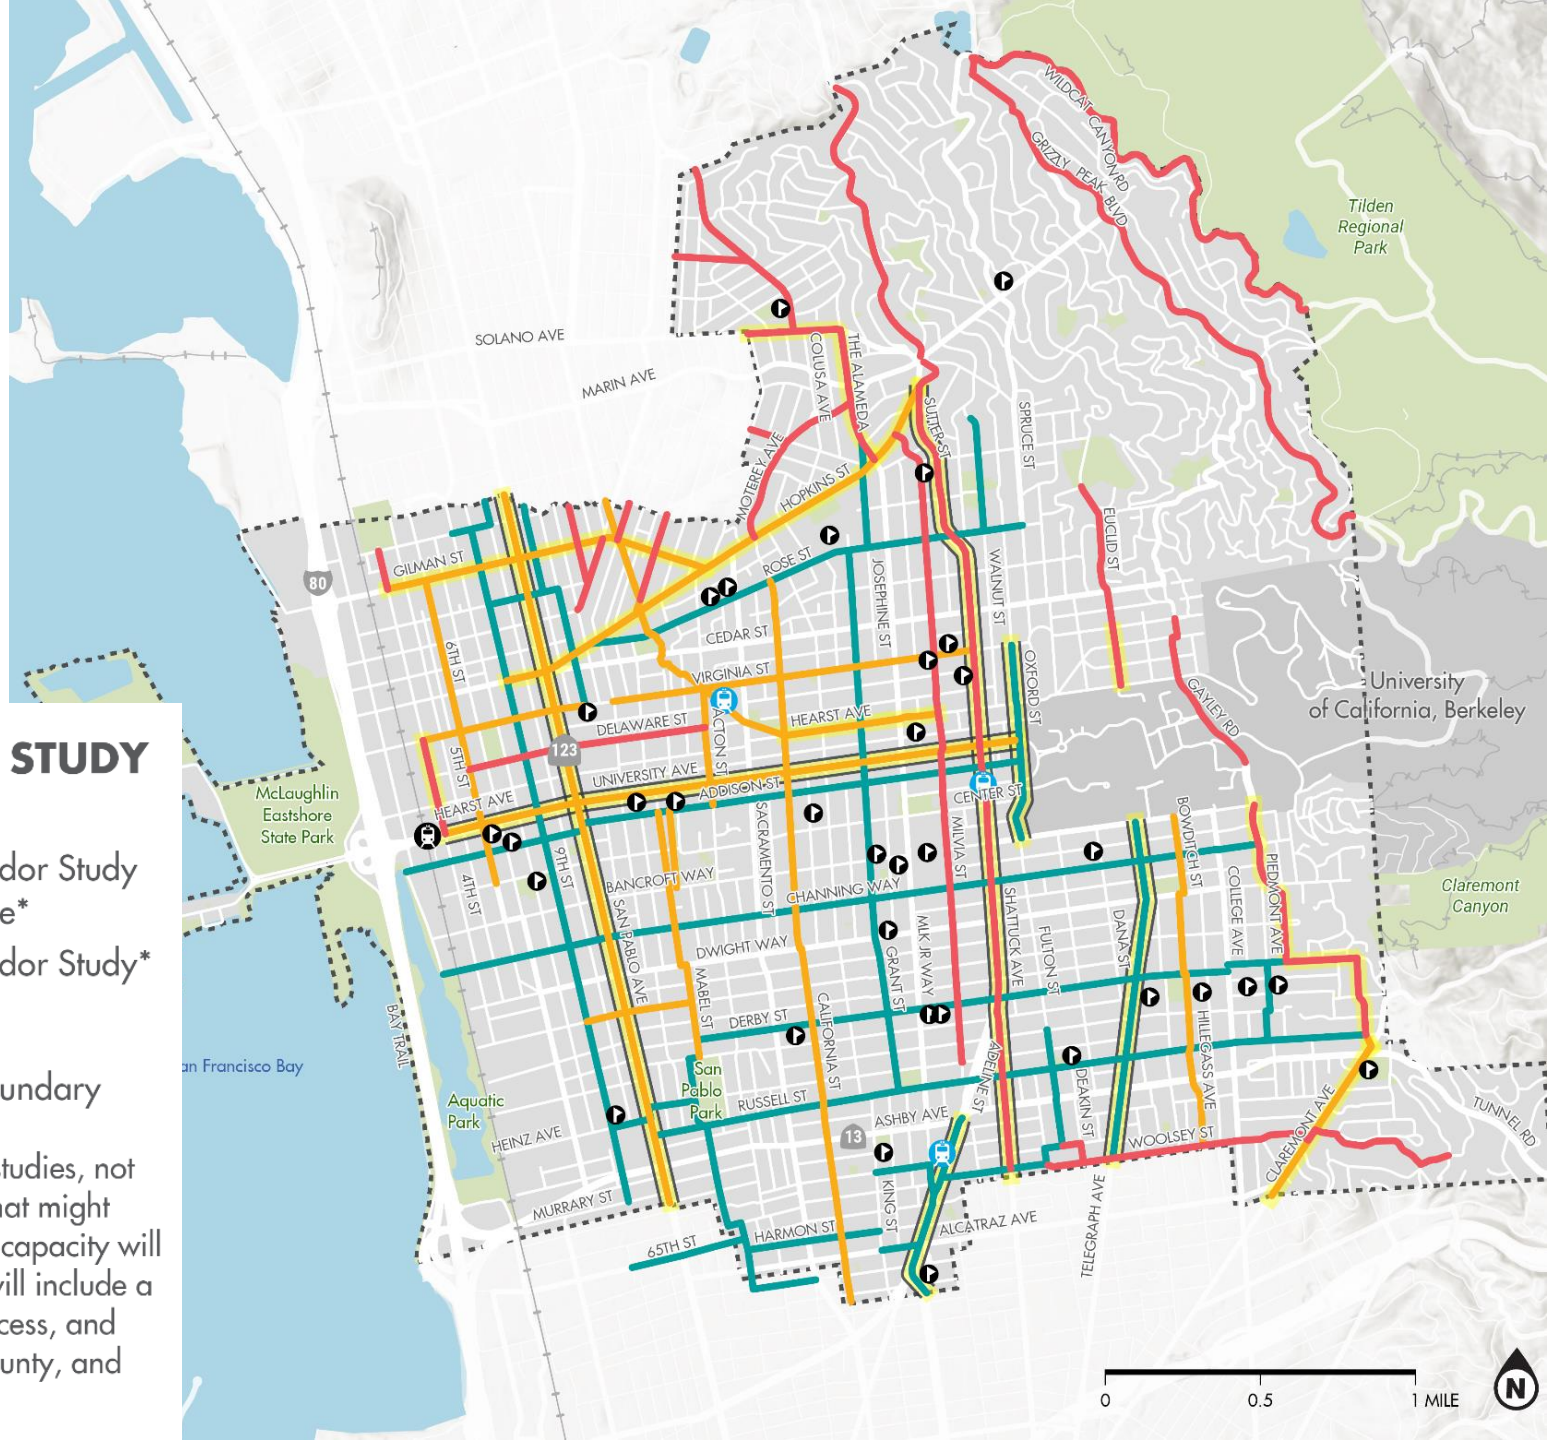 WILDCAT CANYON RD
GRIZZLY PEAK BLVD
Tilden
Regional
Park
SOLANO AVE
MARIN AVE
COLUSA AVE
THE ALAMEDA
SUTTER ST
SPRUCE ST
MOTEREY AVE
HOPKINS ST
EUCLID ST
GILMAN ST
80
ROSE ST
JOSEPHINE ST
WALNUT ST
CEDAR ST
6TH ST
VIRGINIA ST
OXFORD ST
University
of California, Berkeley
GAYLEY RD
HEARST AVE
DELAWARE ST
ACTON ST
123
5TH ST
STUDY
UNIVERSITY AVE
ADDISON ST
CENTER ST
McLaughlin
Eastshore
State Park
HEARST AVE
SACRAMENTO ST
MILVIA ST
BOWDITCH ST
dor Study
9TH ST
BANCROFT WAY
CHANNING WAY
COLLEGE AVE
PIEDMONT AVE
4TH ST
Claremont
Canyon
e*
SAN PABLO AVE
SHATTUCK AVE
DANA ST
DWIGHT WAY
MLK JR WAY
FULTON ST
dor Study*
GRANT ST
MABEL ST
CALIFORNIA ST
DERBY ST
BAY TRAIL
HILLEGASS AVE
an Francisco Bay
San
Pablo
Park
ADELINE ST
DEAKIN ST
undary
Aquatic
Park
RUSSELL ST
ASHBY AVE
CLAREMONT AVE
TUNNEL RD
HEINZ AVE
13
WOOLSEY ST
tudies, not
MURRARY ST
KING ST
TELEGRAPH AVE
nat might
HARMON ST
ALCATRAZ AVE
65TH ST
capacity will
vill include a
cess, and
unty, and
0 0.5 1 MILE
N